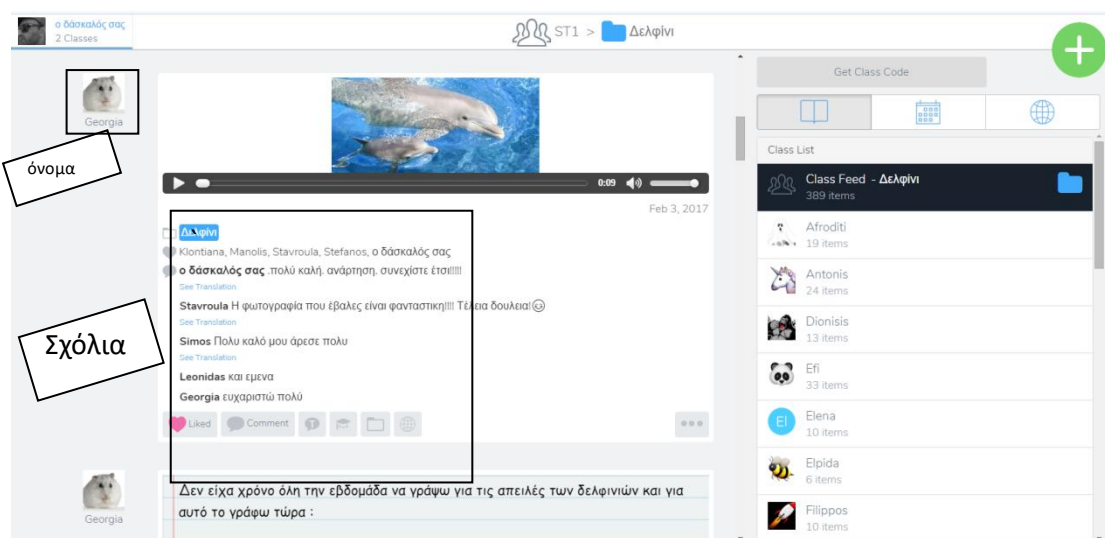 ο δάσκαλός σας
2 Classes
ST1 > Δελφίνι
Georgia
όνομα
0:09
Feb 3, 2017
Δελφίνι
Klontiana, Manolis, Stavroula, Stefanos, ο δάσκαλός σας
ο δάσκαλός σας .πολύ καλή. ανάρτηση. συνεχίστε έτσι!!!!!
See Translation
Stavroula Η φωτογραφία που έβαλες είναι φανταστικη!!!! Τέλεια δουλεια!
See Translation
Simos Πολυ καλό μου άρεσε πολυ
See Translation
Leonidas και εμενα
Georgia ευχαριστώ πολύ
Σχόλια
Liked Comment
Georgia
Δεν είχα χρόνο όλη την εβδομάδα να γράψω για τις απειλές των δελφινιών και για
αυτό το γράφω τώρα :
Get Class Code
Class List
Class Feed - Δελφίνι
389 items
Afroditi
19 items
Antonis
24 items
Dionisis
13 items
Efi
33 items
El
Elena
10 items
Elpida
6 items
Filippos
10 items